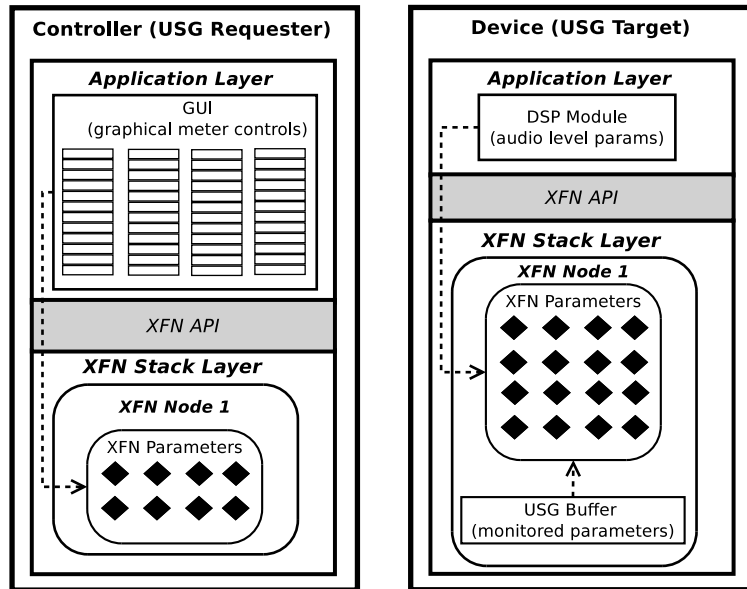 Controller (USG Requester)
Application Layer
GUI
(graphical meter controls)
XFN API
XFN Stack Layer
XFN Node 1
XFN Parameters
Device (USG Target)
Application Layer
DSP Module
(audio level params)
XFN API
XFN Stack Layer
XFN Node 1
XFN Parameters
USG Buffer
(monitored parameters)